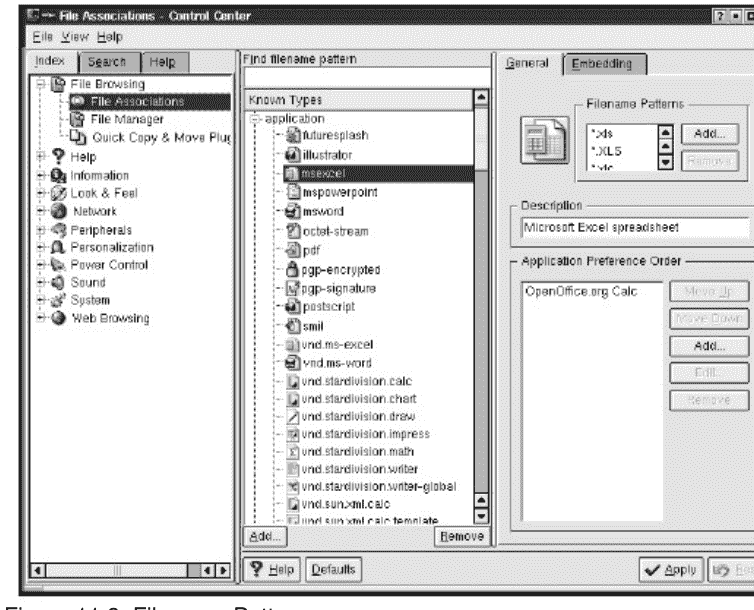 File Associations - Control Center
File View Help
Index Search Help
File Browsing
File Associations
File Manager
Quick Copy & Move Plug
Help
Information
Look & Feel
Network
Peripherals
Personalization
Power Control
Sound
System
Web Browsing
Find filename pattern
Known Types
application
futuresplash
illustrator
msexcel
mspowerpoint
msword
octet-stream
pdf
pgp-encrypted
pgp-signature
postscript
smil
vnd.ms-excel
vnd.ms-word
vnd.stardivision.calc
vnd.stardivision.chart
vnd.stardivision.draw
vnd.stardivision.impress
vnd.stardivision.math
vnd.stardivision.writer
vnd.stardivision.writer-global
vnd.sun.xml.calc
vnd.sun.xml.calc.template
Add... Remove
General Embedding
Filename Patterns
*.xls
*.XLS
Add...
Remove
Description
Microsoft Excel spreadsheet
Application Preference Order
OpenOffice.org Calc
Move Up
Move Down
Add...
Edit...
Remove
? Help Defaults Apply